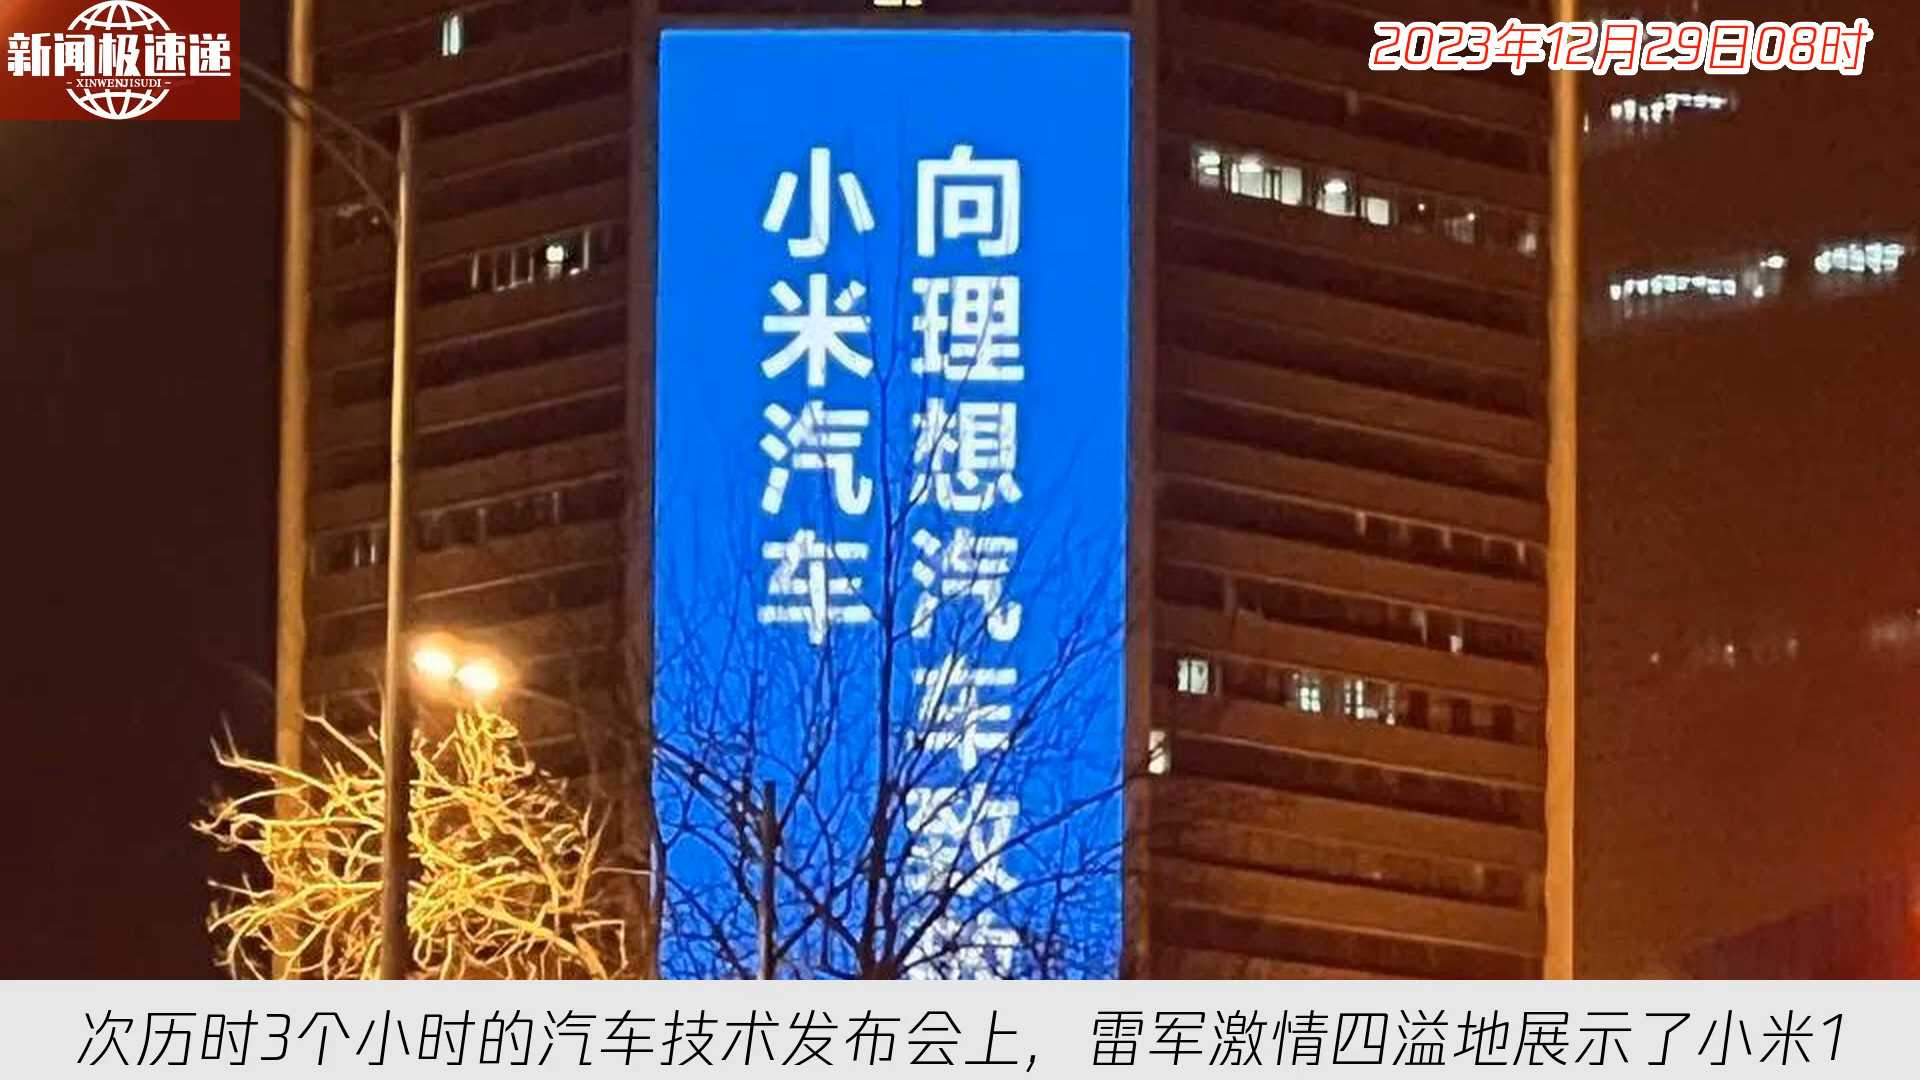 新闻极速递
XINWENJISUDI
2023年12月29日08时
向理想汽车致敬
小米汽车
次历时3个小时的汽车技术发布会上，雷军激情四溢地展示了小米1